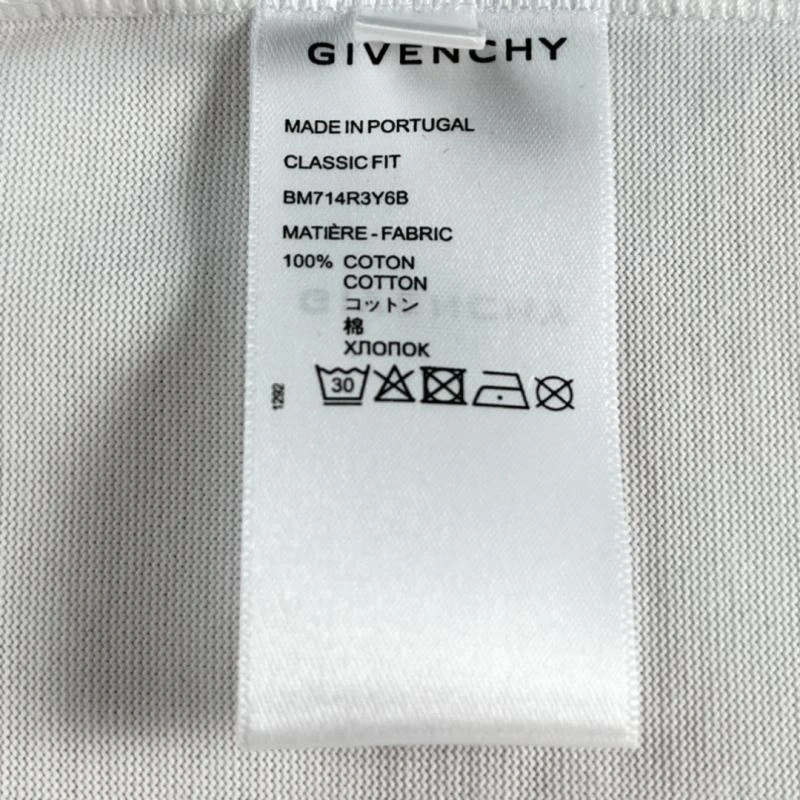 GIVENCHY
MADE IN PORTUGAL
CLASSIC FIT
BM714R3Y6B
MATIÈRE - FABRIC
100% COTON
COTTON
コットン
棉
ХЛОПОК
1292
30